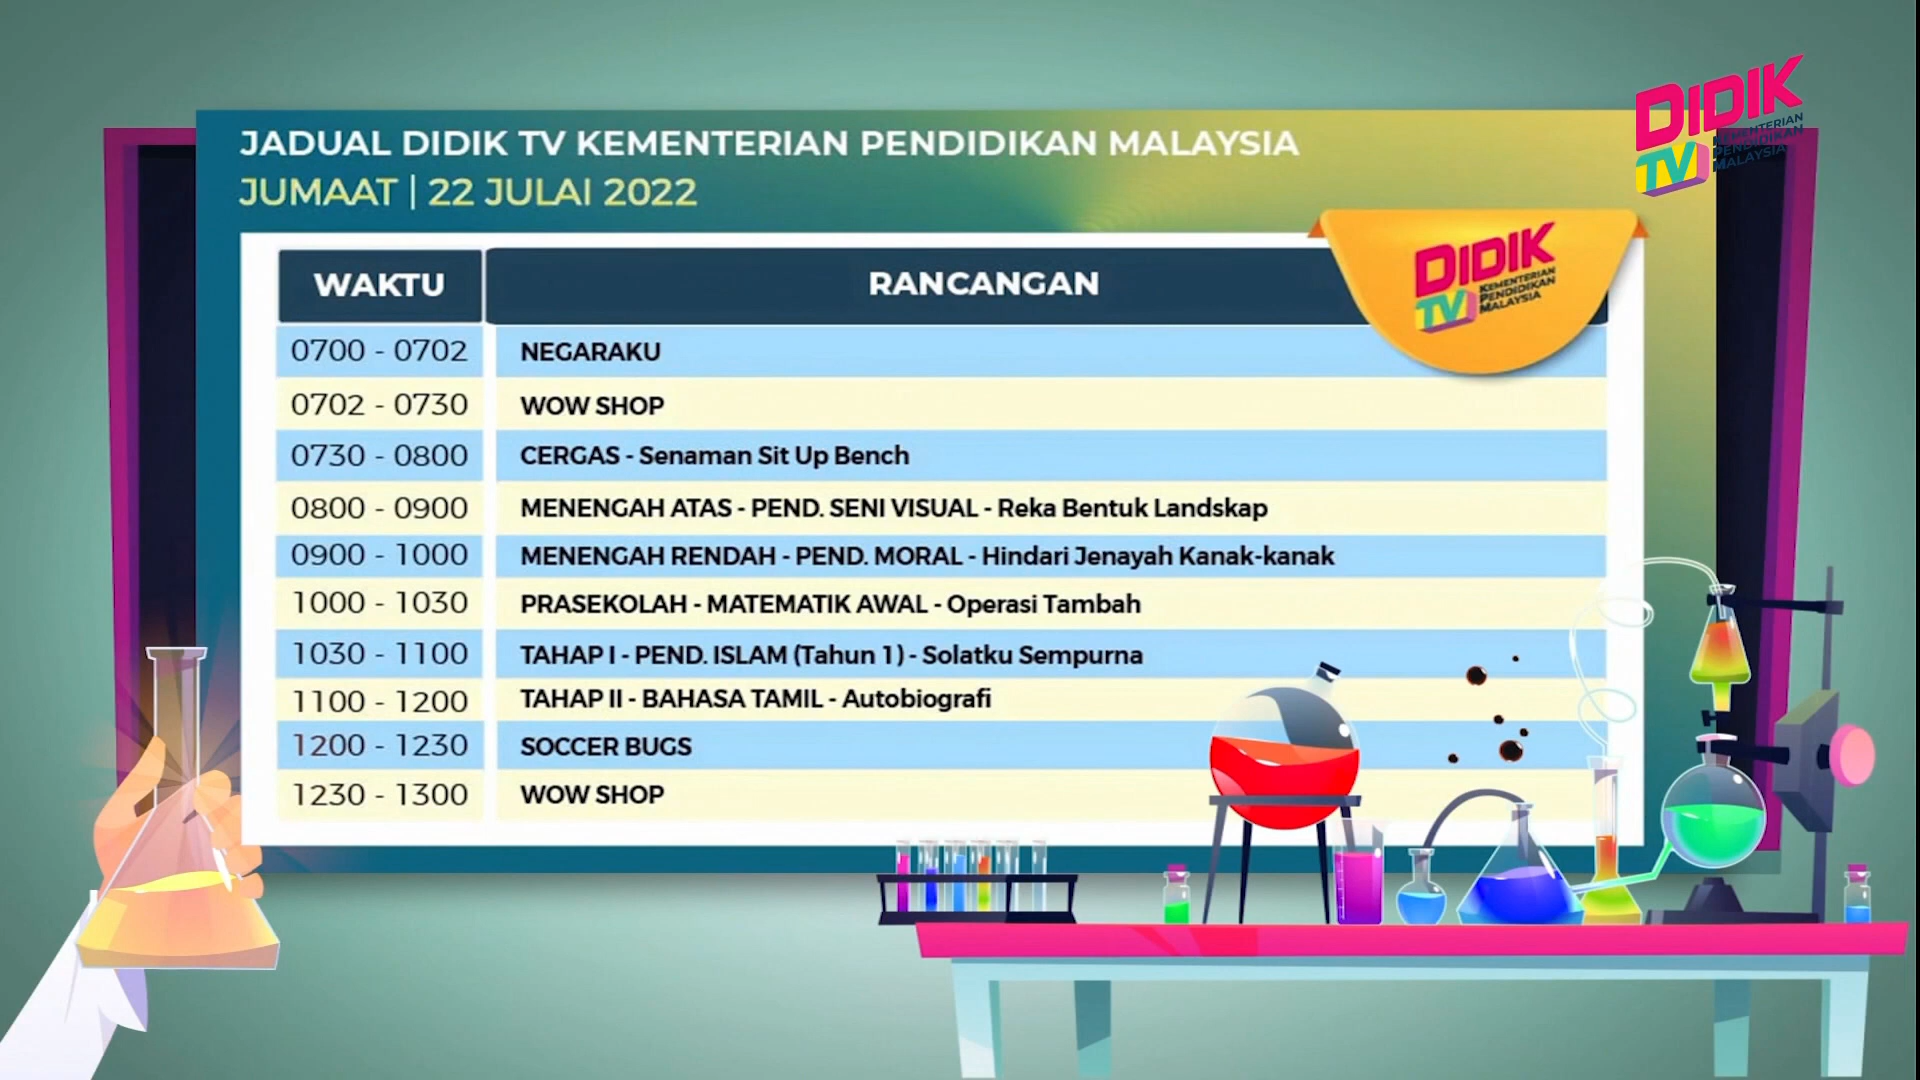 DIDIK
TV
KEMENTERIAN
PENDIDIKAN
MALAYSIA
JADUAL DIDIK TV KEMENTERIAN PENDIDIKAN MALAYSIA
JUMAAT | 22 JULAI 2022
DIDIK
TV
KEMENTERIAN
PENDIDIKAN
MALAYSIA
WAKTU RANCANGAN
0700 - 0702 NEGARAKU
0702 - 0730 WOW SHOP
0730 - 0800 CERGAS - Senaman Sit Up Bench
0800 - 0900 MENENGAH ATAS - PEND. SENI VISUAL - Reka Bentuk Landskap
0900 - 1000 MENENGAH RENDAH - PEND. MORAL - Hindari Jenayah Kanak-kanak
1000 - 1030 PRASEKOLAH - MATEMATIK AWAL - Operasi Tambah
1030 - 1100 TAHAP I - PEND. ISLAM (Tahun 1) - Solatku Sempurna
1100 - 1200 TAHAP II - BAHASA TAMIL - Autobiografi
1200 - 1230 SOCCER BUGS
1230 - 1300 WOW SHOP